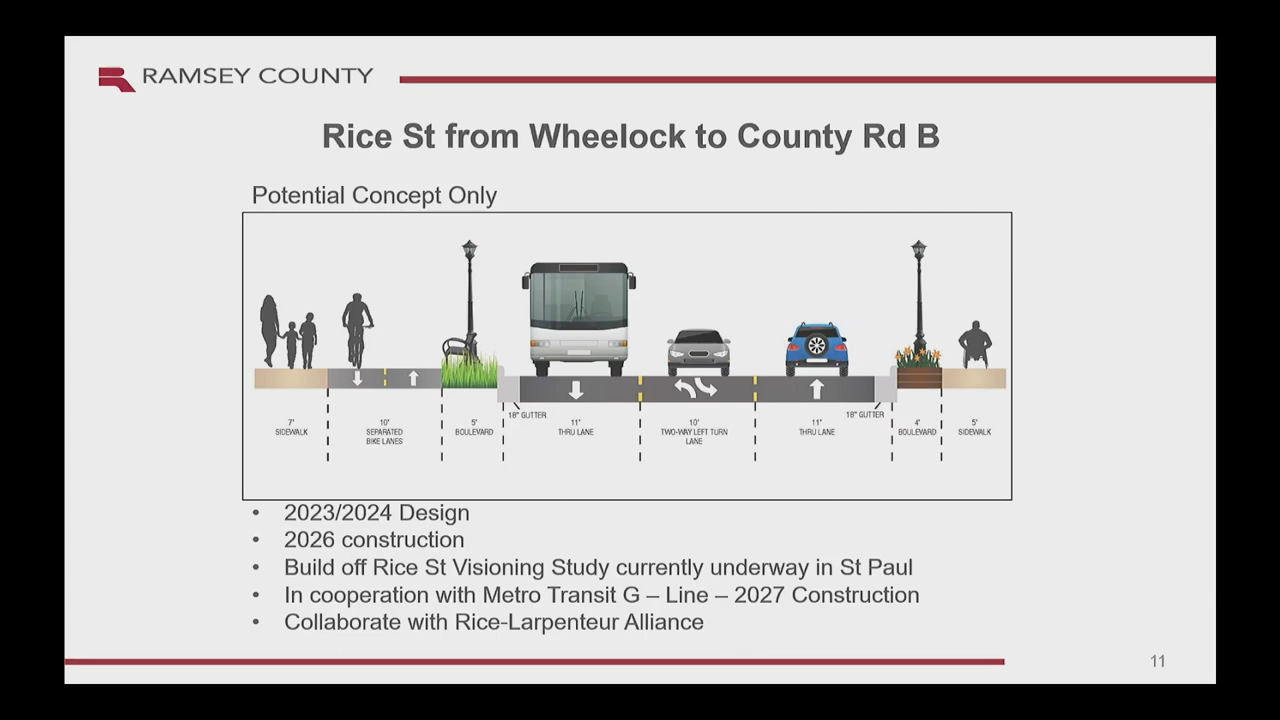 RAMSEY COUNTY
Rice St from Wheelock to County Rd B
Potential Concept Only
18" GUTTER
18" GUTTER
7'
SIDEWALK
10'
SEPARATED
BIKE LANES
5'
BOULEVARD
11'
THRU LANE
10'
TWO-WAY LEFT TURN
LANE
11'
THRU LANE
4'
BOULEVARD
5'
SIDEWALK
• 2023/2024 Design
• 2026 construction
• Build off Rice St Visioning Study currently underway in St Paul
• In cooperation with Metro Transit G – Line – 2027 Construction
• Collaborate with Rice-Larpenteur Alliance
11